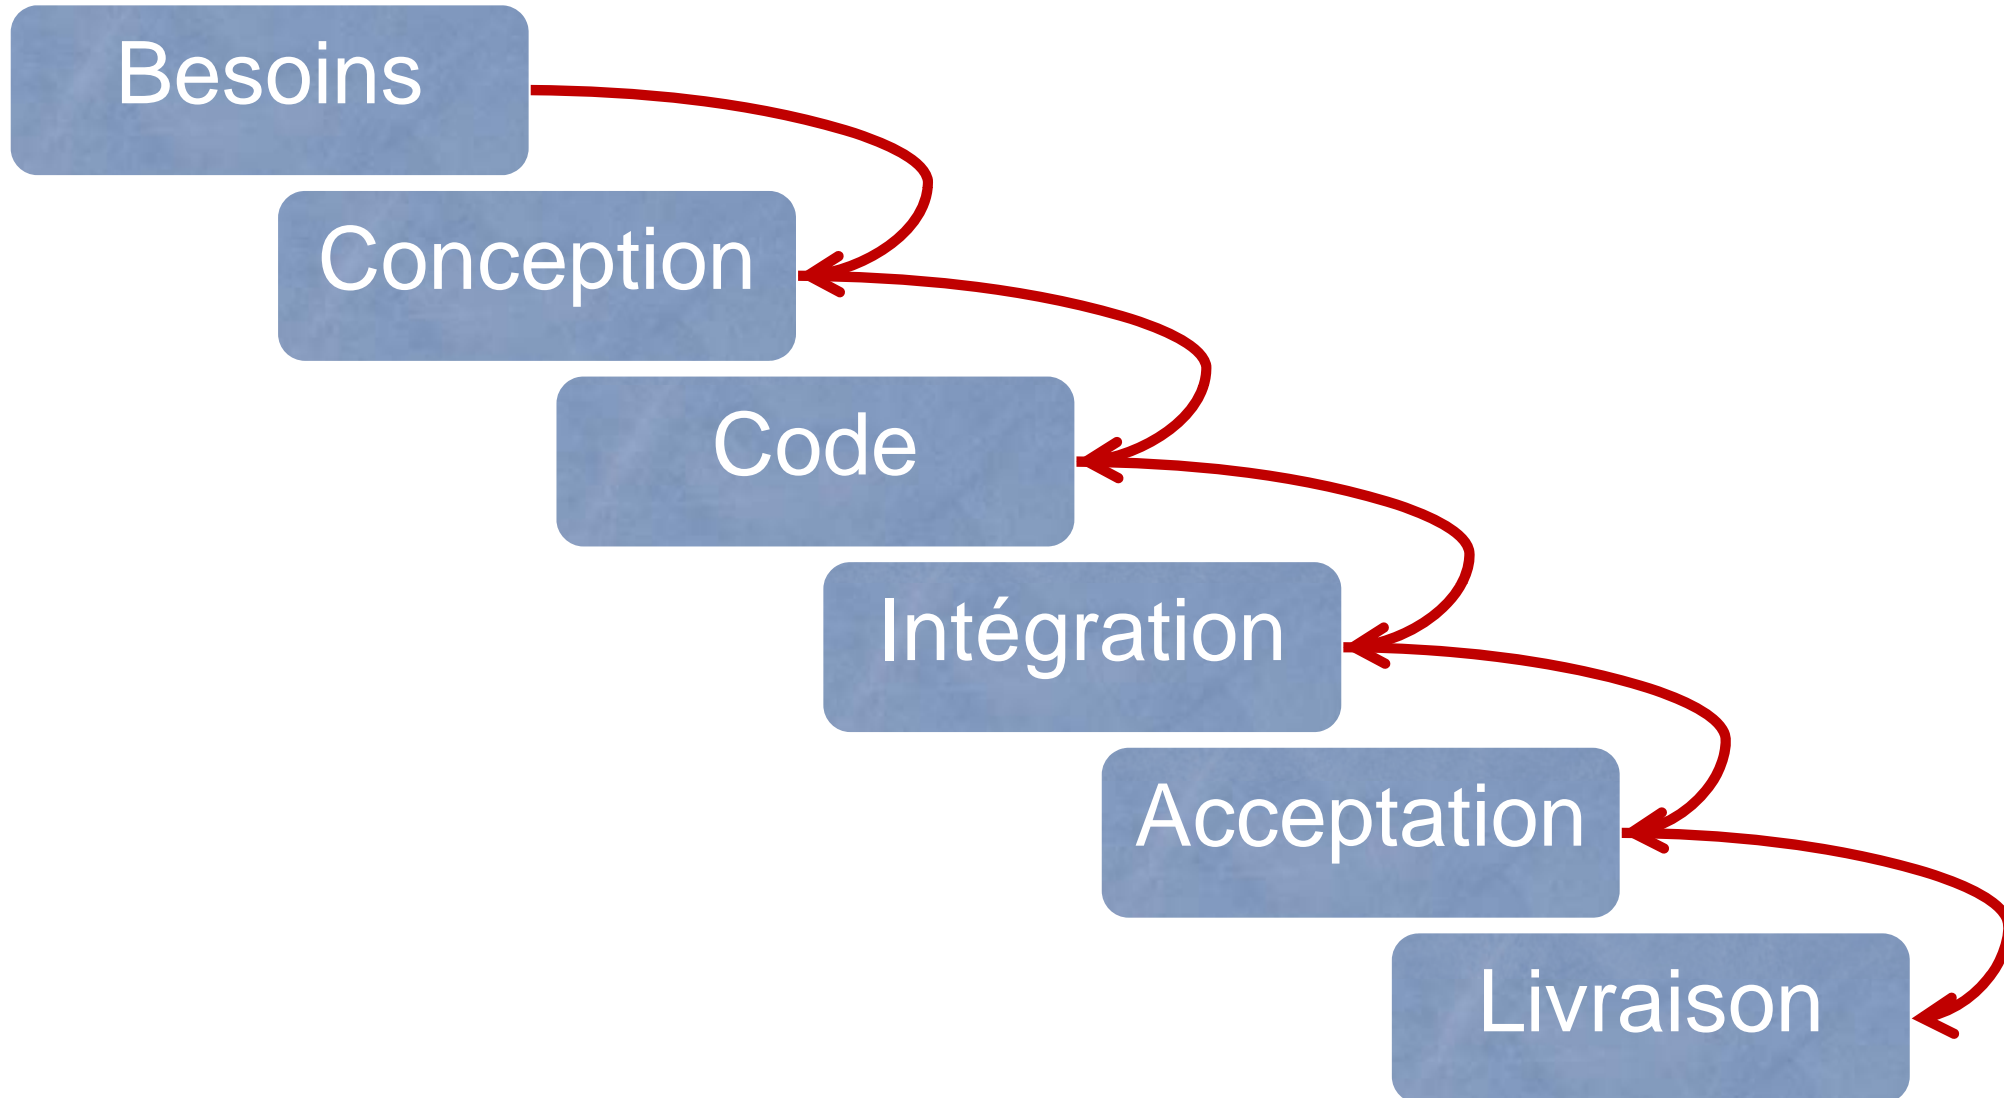 Besoins
Conception
Code
Intégration
Acceptation
Livraison